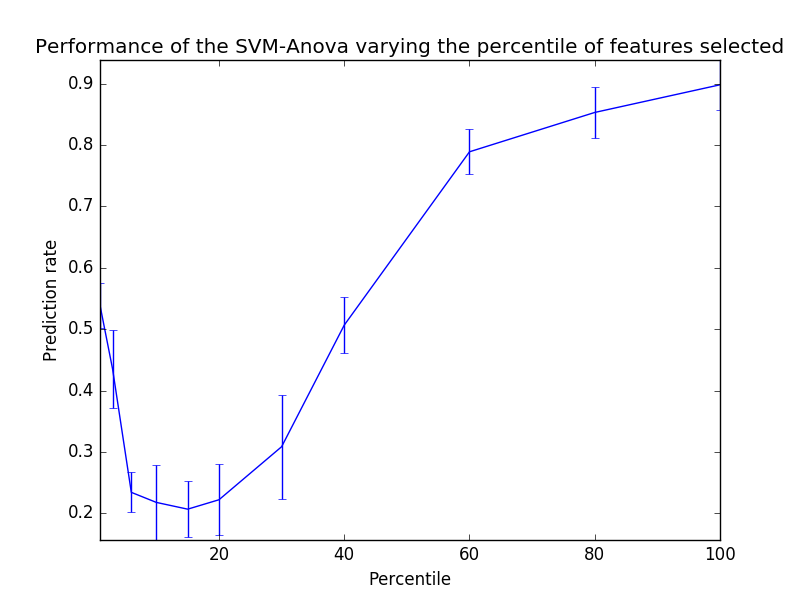 Performance of the SVM-Anova varying the percentile of features selected
0.9
0.8
0.7
0.6
0.5
0.4
0.3
0.2
Prediction rate
20 40 60 80 100
Percentile